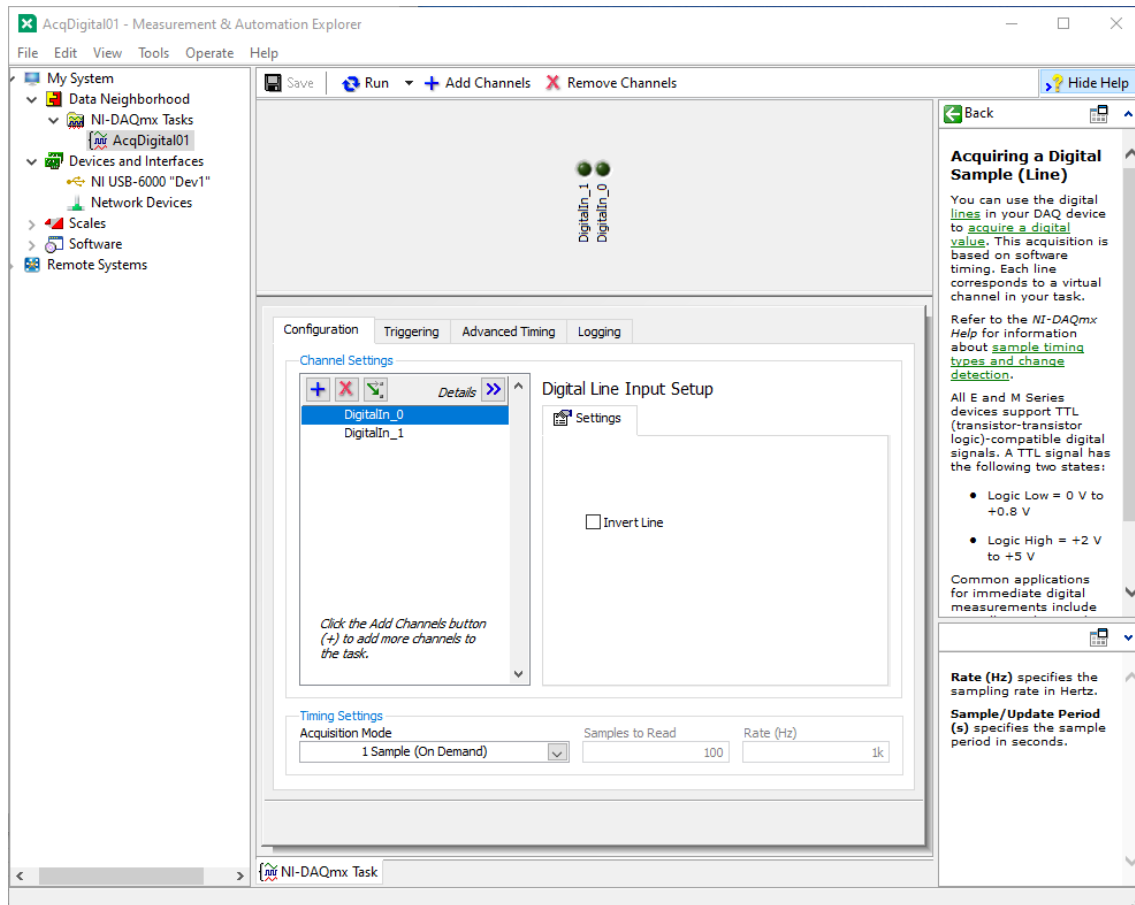 AcqDigital01 - Measurement & Automation Explorer
File Edit View Tools Operate Help
My System
Data Neighborhood
NI-DAQmx Tasks
AcqDigital01
Devices and Interfaces
NI USB-6000 "Dev1"
Network Devices
Scales
Software
Remote Systems
Save Run Add Channels Remove Channels Hide Help
DigitalIn_1
DigitalIn_0
Configuration Triggering Advanced Timing Logging
Channel Settings
Details
DigitalIn_0
DigitalIn_1
Click the Add Channels button
(+) to add more channels to
the task.
Digital Line Input Setup
Settings
Invert Line
Timing Settings
Acquisition Mode Samples to Read Rate (Hz)
1 Sample (On Demand) 100 1k
NI-DAQmx Task
Back
Acquiring a Digital
Sample (Line)
You can use the digital
lines in your DAQ device
to acquire a digital
value. This acquisition is
based on software
timing. Each line
corresponds to a virtual
channel in your task.
Refer to the NI-DAQmx
Help for information
about sample timing
types and change
detection.
All E and M Series
devices support TTL
(transistor-transistor
logic)-compatible digital
signals. A TTL signal has
the following two states:
Logic Low = 0 V to
+0.8 V
Logic High = +2 V
to +5 V
Common applications
for immediate digital
measurements include
Rate (Hz) specifies the
sampling rate in Hertz.
Sample/Update Period
(s) specifies the sample
period in seconds.